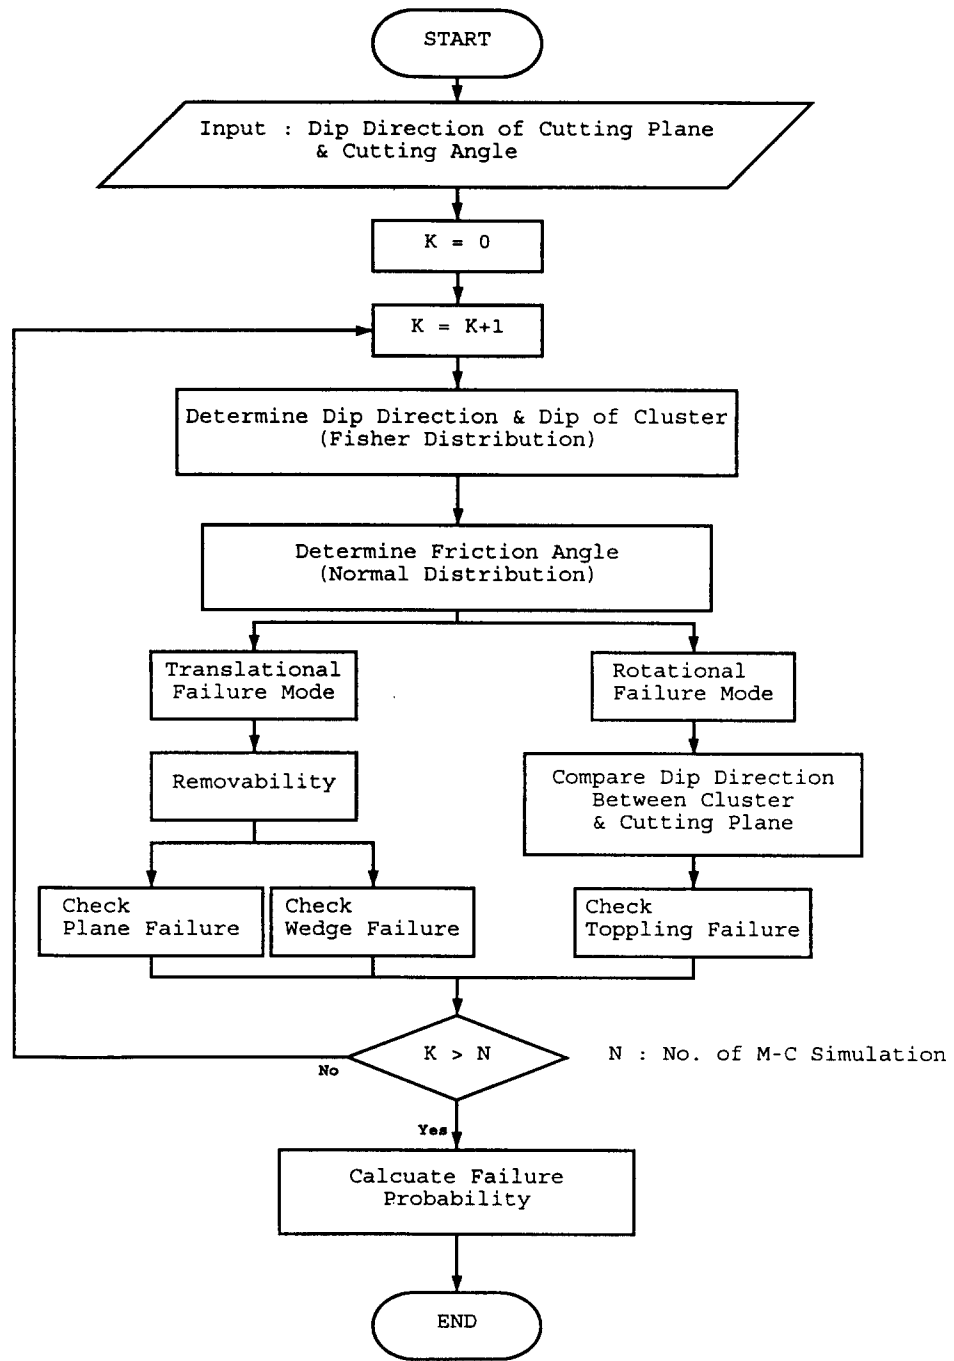 START
Input : Dip Direction of Cutting Plane
& Cutting Angle
K = 0
K = K+1
Determine Dip Direction & Dip of Cluster
(Fisher Distribution)
Determine Friction Angle
(Normal Distribution)
Translational
Failure Mode
Rotational
Failure Mode
Removability
Compare Dip Direction
Between Cluster
& Cutting Plane
Check
Plane Failure
Check
Wedge Failure
Check
Toppling Failure
K > N
N : No. of M-C Simulation
No
Yes
Calcuate Failure
Probability
END